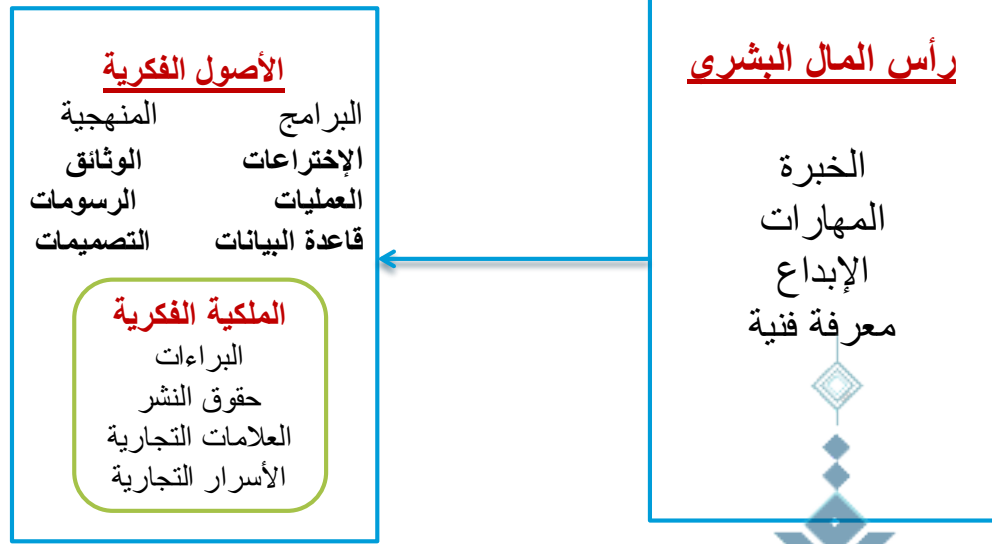 رأس المال البشرى
الخبرة
المهارات
الإبداع
معرفة فنية
الأصول الفكرية
البرامج المنهجية
الإختراعات الوثائق
العمليات الرسومات
قاعدة البيانات التصميمات
الملكية الفكرية
البراءات
حقوق النشر
العلامات التجارية
الأسرار التجارية